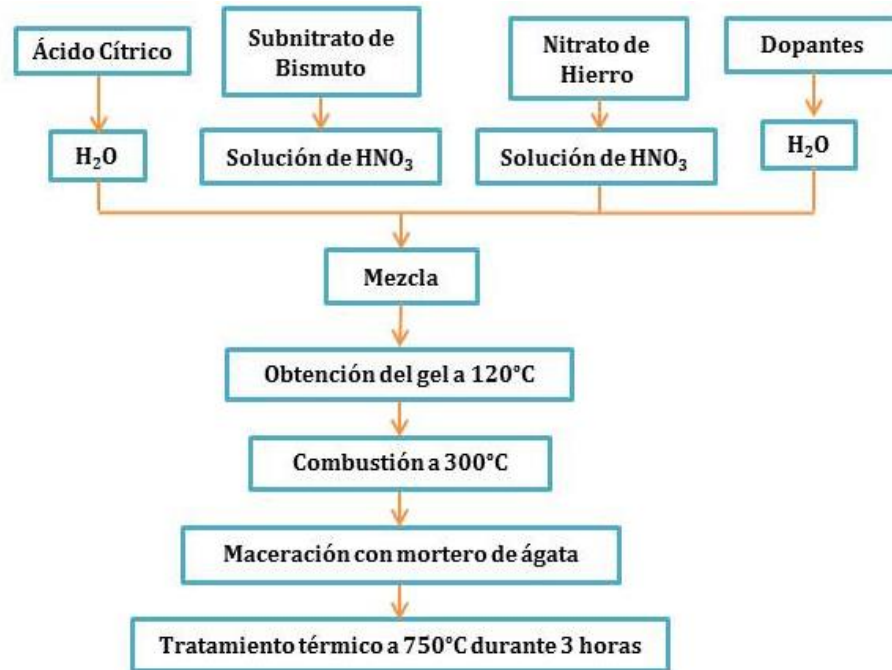 Ácido Cítrico
Subnitrato de
Bismuto
Nitrato de
Hierro
Dopantes
H₂O
Solución de HNO₃
Solución de HNO₃
H₂O
Mezcla
Obtención del gel a 120°C
Combustión a 300°C
Maceración con mortero de ágata
Tratamiento térmico a 750°C durante 3 horas